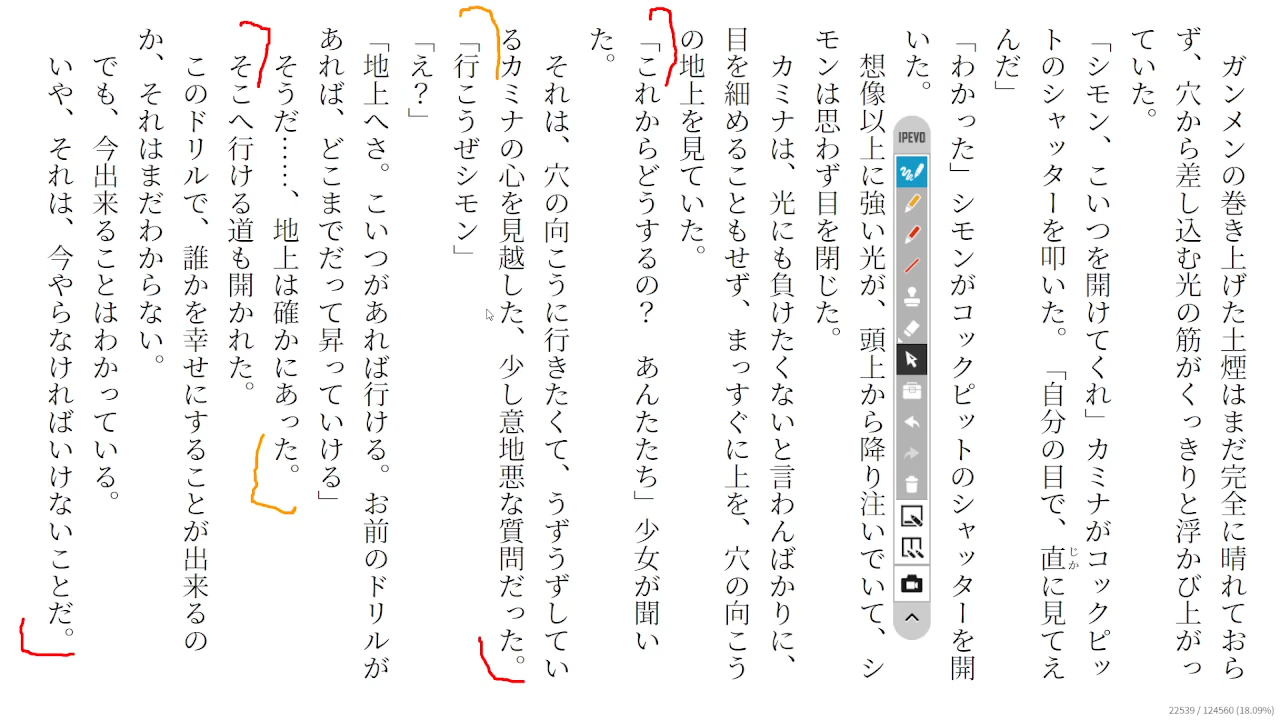 ガンメンの巻き上げた土煙はまだ完全に晴れておら
ず、穴から差し込む光の筋がくっきりと浮かび上がっ
ていた。
「シモン、こいつを開けてくれ」カミナがコックピッ
トのシャッターを叩いた。「自分の目で、直じかに見てえ
んだ」
「わかった」シモンがコックピットのシャッターを開
いた。
想像以上に強い光が、頭上から降り注いでいて、シ
モンは思わず目を閉じた。
カミナは、光にも負けたくないと言わんばかりに、
目を細めることもせず、まっすぐに上を、穴の向こう
の地上を見ていた。
「これからどうするの？　あんたたち」少女が聞い
た。
それは、穴の向こうに行きたくて、うずうずしてい
るカミナの心を見越した、少し意地悪な質問だった。
「行こうぜシモン」
「え？」
「地上へさ。こいつがあれば行ける。お前のドリルが
あれば、どこまでだって昇っていける」
そうだ……、地上は確かにあった。
そこへ行ける道も開かれた。
このドリルで、誰かを幸せにすることが出来るの
か、それはまだわからない。
でも、今出来ることはわかっている。
いや、それは、今やらなければいけないことだ。
IPEVO
22539 / 124560 (18.09%)